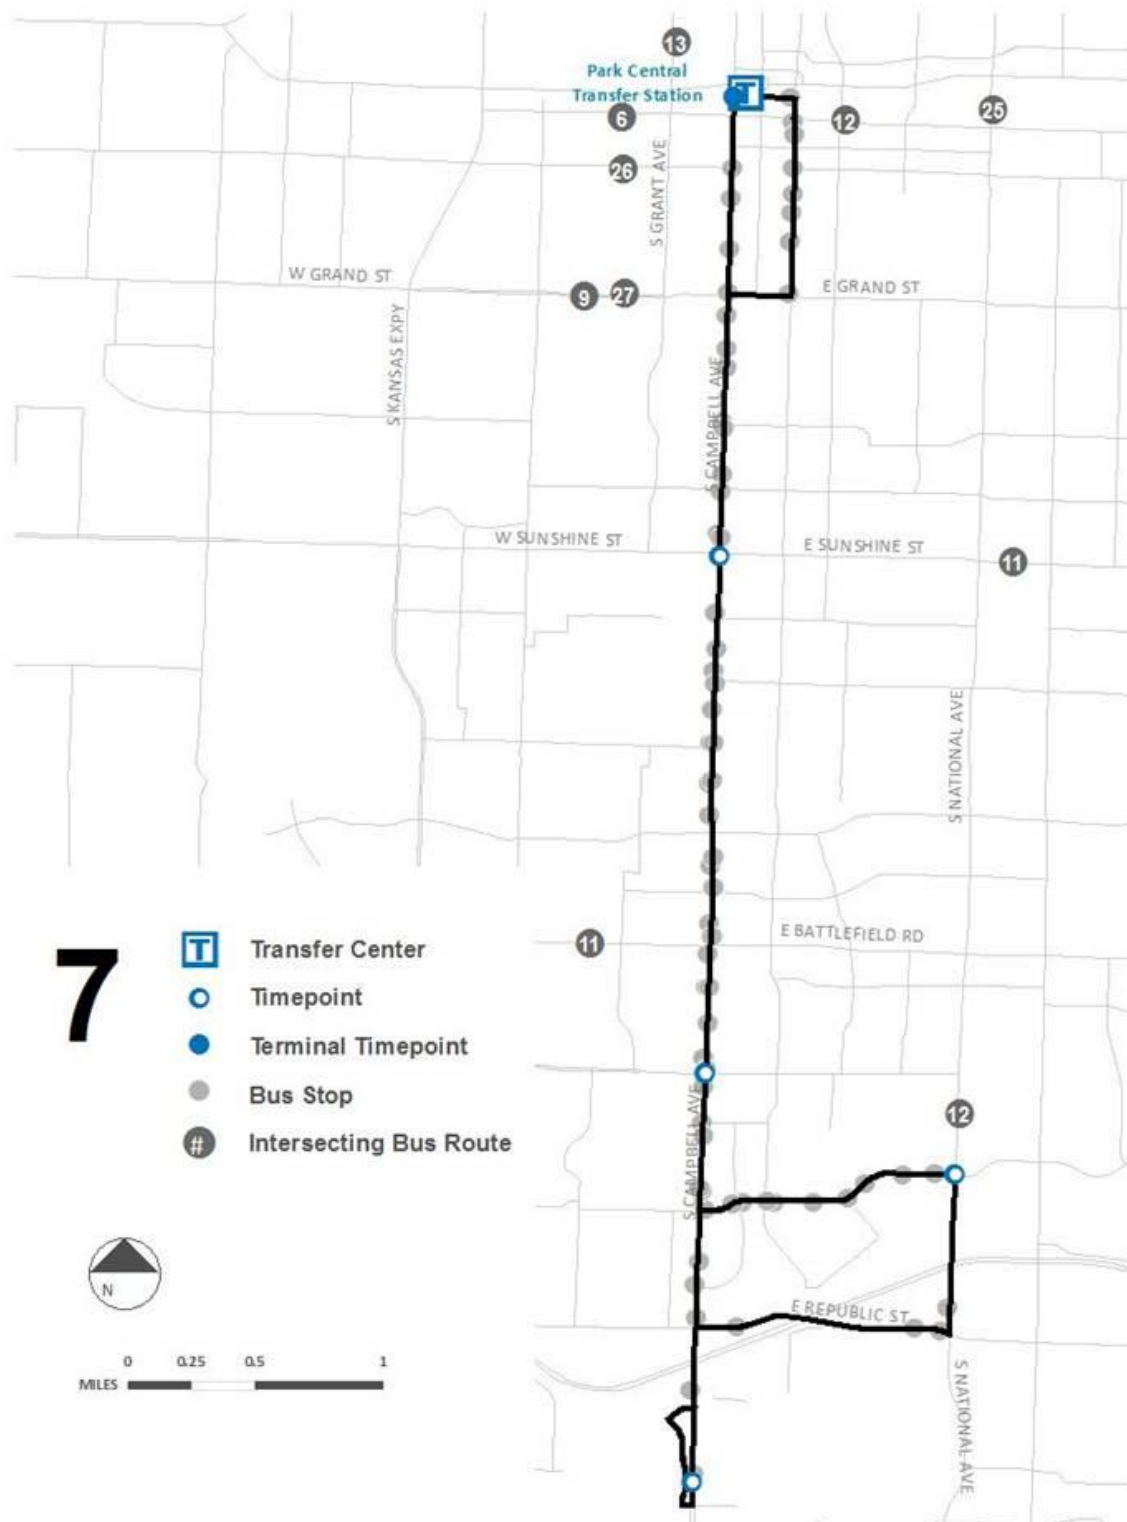 13
Park Central
Transfer Station
T
6
12
25
26
S GRANT AVE
W GRAND ST
9
27
E GRAND ST
S KANSAS EXPY
S CAMPBELL AVE
W SUNSHINE ST
E SUNSHINE ST
11
S NATIONAL AVE
E BATTLEFIELD RD
11
7
T Transfer Center
Timepoint
Terminal Timepoint
Bus Stop
# Intersecting Bus Route
S CAMPBELL AVE
12
N
E REPUBLIC ST
0 0.25 0.5 1
MILES
S NATIONAL AVE